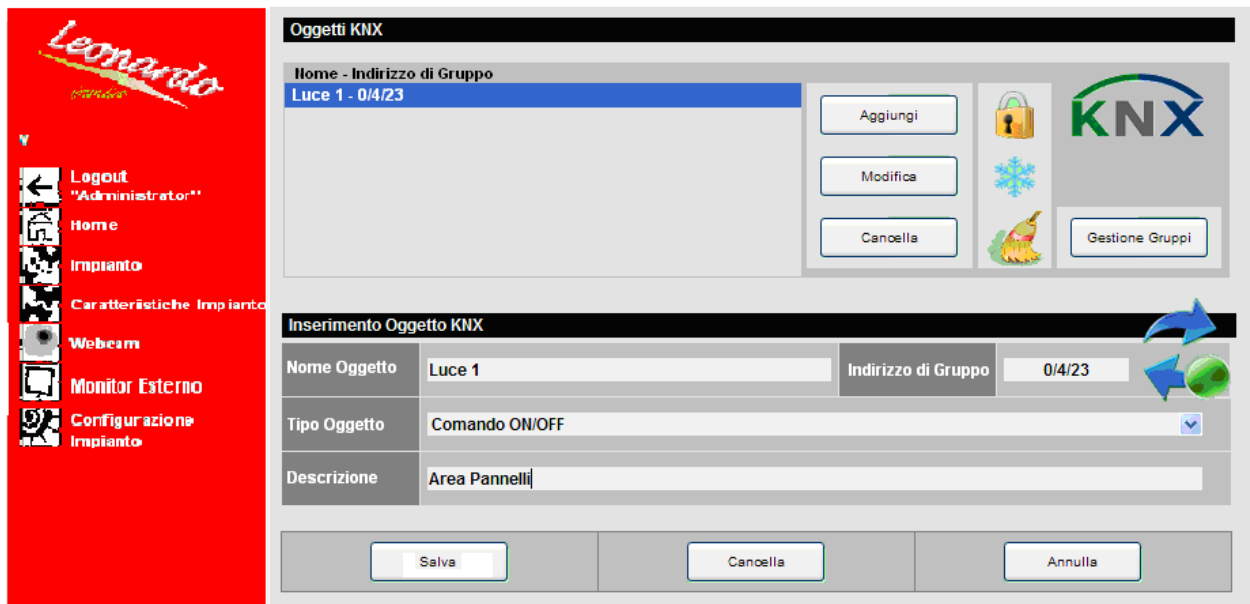 Leonardo
Logout
"Administrator"
Home
Impianto
Caratteriistiche Impianto
Webcam
Monitor Esterno
Configurazione
Impianto
Oggetti KNX
Nome - Indirizzo di Gruppo
Luce 1 - 0/4/23
Aggiungi
Modifica
Cancella
KNX
Gestione Gruppi
Inserimento Oggetto KNX
Nome Oggetto
Luce 1
Indirizzo di Gruppo
0/4/23
Tipo Oggetto
Comando ON/OFF
Descrizione
Area Pannelli
Salva
Cancella
Annulla